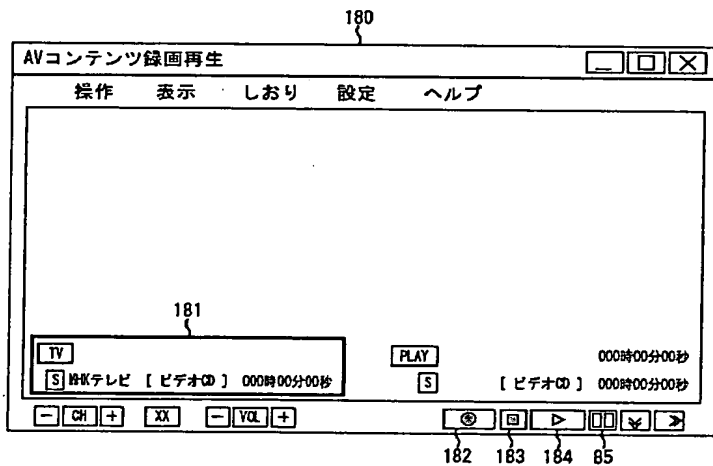 180
AVコンテンツ録画再生
操作 表示 しおり 設定 ヘルプ
181
TV
S NHKテレビ [ ビデオCD ] 000時00分00秒
PLAY 000時00分00秒
S [ ビデオCD ] 000時00分00秒
- CH + XX - VOL +
182 183 184 85